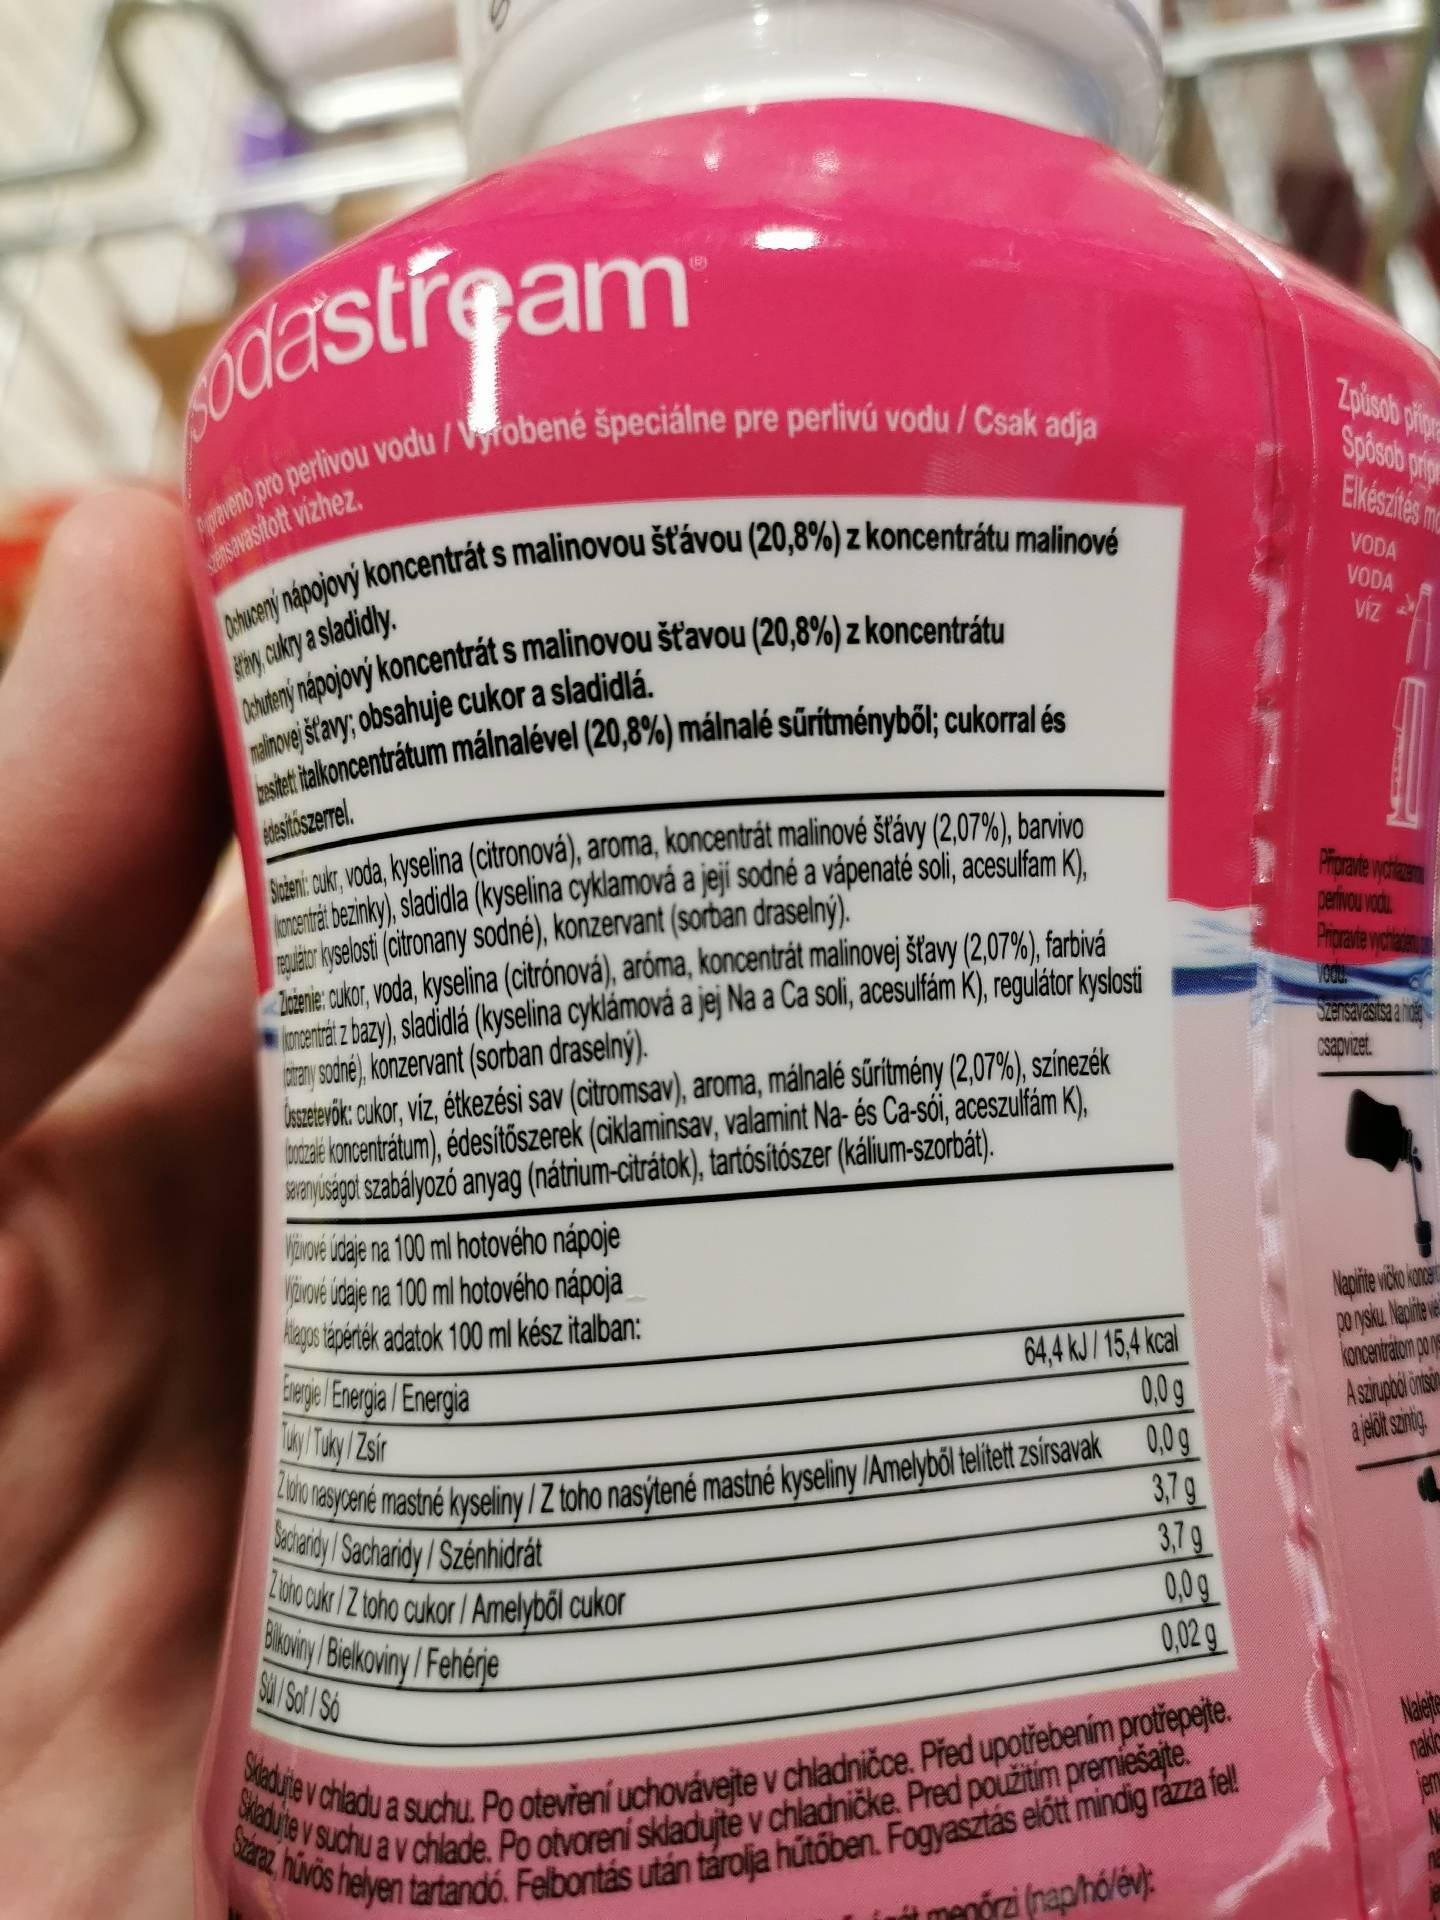 sodastream®
Připraveno pro perlivou vodu / Vyrobené špeciálne pre perlivú vodu / Csak adja
szénsavasított vízhez.
Ochucený nápojový koncentrát s malinovou šťávou (20,8%) z koncentrátu malinové
šťávy, cukry a sladidly.
Ochutený nápojový koncentrát s malinovou šťavou (20,8%) z koncentrátu
malinovej šťavy; obsahuje cukor a sladidlá.
Ízesített italkoncentrátum málnalével (20,8%) málnalé sűrítményből; cukorral és
édesítőszerrel.
Složení: cukr, voda, kyselina (citronová), aroma, koncentrát malinové šťávy (2,07%), barvivo
(koncentrát bezinky), sladidla (kyselina cyklamová a její sodné a vápenaté soli, acesulfam K),
regulátor kyselosti (citronany sodné), konzervant (sorban draselný).
Zloženie: cukor, voda, kyselina (citrónová), aróma, koncentrát malinovej šťavy (2,07%), farbivá
(koncentrát z bazy), sladidlá (kyselina cyklámová a jej Na a Ca soli, acesulfám K), regulátor kyslosti
(citrany sodné), konzervant (sorban draselný).
Összetevők: cukor, víz, étkezési sav (citromsav), aroma, málnalé sűrítmény (2,07%), színezék
(bodzalé koncentrátum), édesítőszerek (ciklaminsav, valamint Na- és Ca-sói, aceszulfám K),
savanyúságot szabályozó anyag (nátrium-citrátok), tartósítószer (kálium-szorbát).
Výživové údaje na 100 ml hotového nápoje
Výživové údaje na 100 ml hotového nápoja
Átlagos tápérték adatok 100 ml kész italban:
Energie / Energia / Energia 64,4 kJ / 15,4 kcal
Tuky / Tuky / Zsír 0,0 g
Z toho nasycené mastné kyseliny / Z toho nasýtené mastné kyseliny /Amelyből telített zsírsavak 0,0 g
Sacharidy / Sacharidy / Szénhidrát 3,7 g
Z toho cukr / Z toho cukor / Amelyből cukor 3,7 g
Bílkoviny / Bielkoviny / Fehérje 0,0 g
Sůl / Soľ / Só 0,02 g
Skladujte v chladu a suchu. Po otevření uchovávejte v chladničce. Před upotřebením protřepejte.
Skladujte v suchu a v chlade. Po otvorení skladujte v chladničke. Pred použitím premiešajte.
Száraz, hűvös helyen tartandó. Felbontás után tárolja hűtőben. Fogyasztás előtt mindig rázza fel!
megőrzi (nap/hó/év):
Způsob
Spôsob
Elkészítés
VODA
VODA
VÍZ
Připravte vychlazenou
perlivou vodu.
Pripravte vychladenú
vodu.
Szénsavasítsa a hideg
csapvizet.
Naplňte víčko
po rysku. Naplňte
koncentrátom po
A szirupból öntsön
a jelölt szintig.
Nalejte